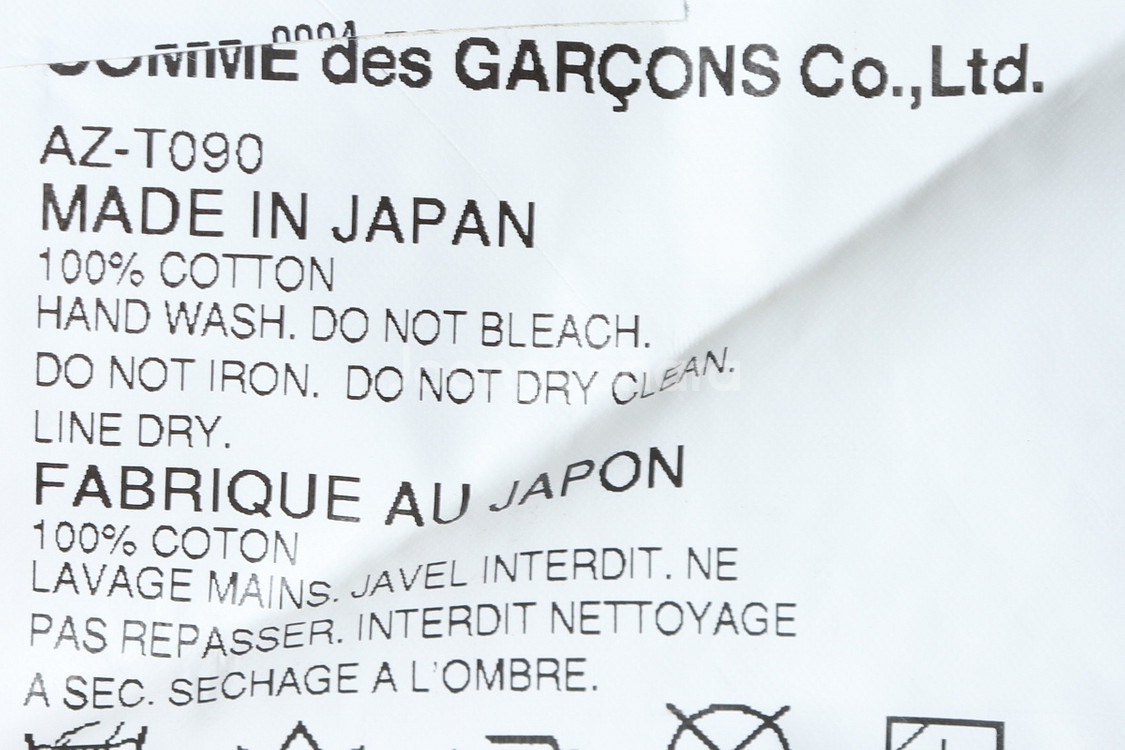 COMME des GARÇONS Co.,Ltd.
AZ-T090
MADE IN JAPAN
100% COTTON
HAND WASH. DO NOT BLEACH.
DO NOT IRON. DO NOT DRY CLEAN.
LINE DRY.
FABRIQUE AU JAPON
100% COTON
LAVAGE MAINS. JAVEL INTERDIT. NE
PAS REPASSER. INTERDIT NETTOYAGE
A SEC. SECHAGE A L'OMBRE.